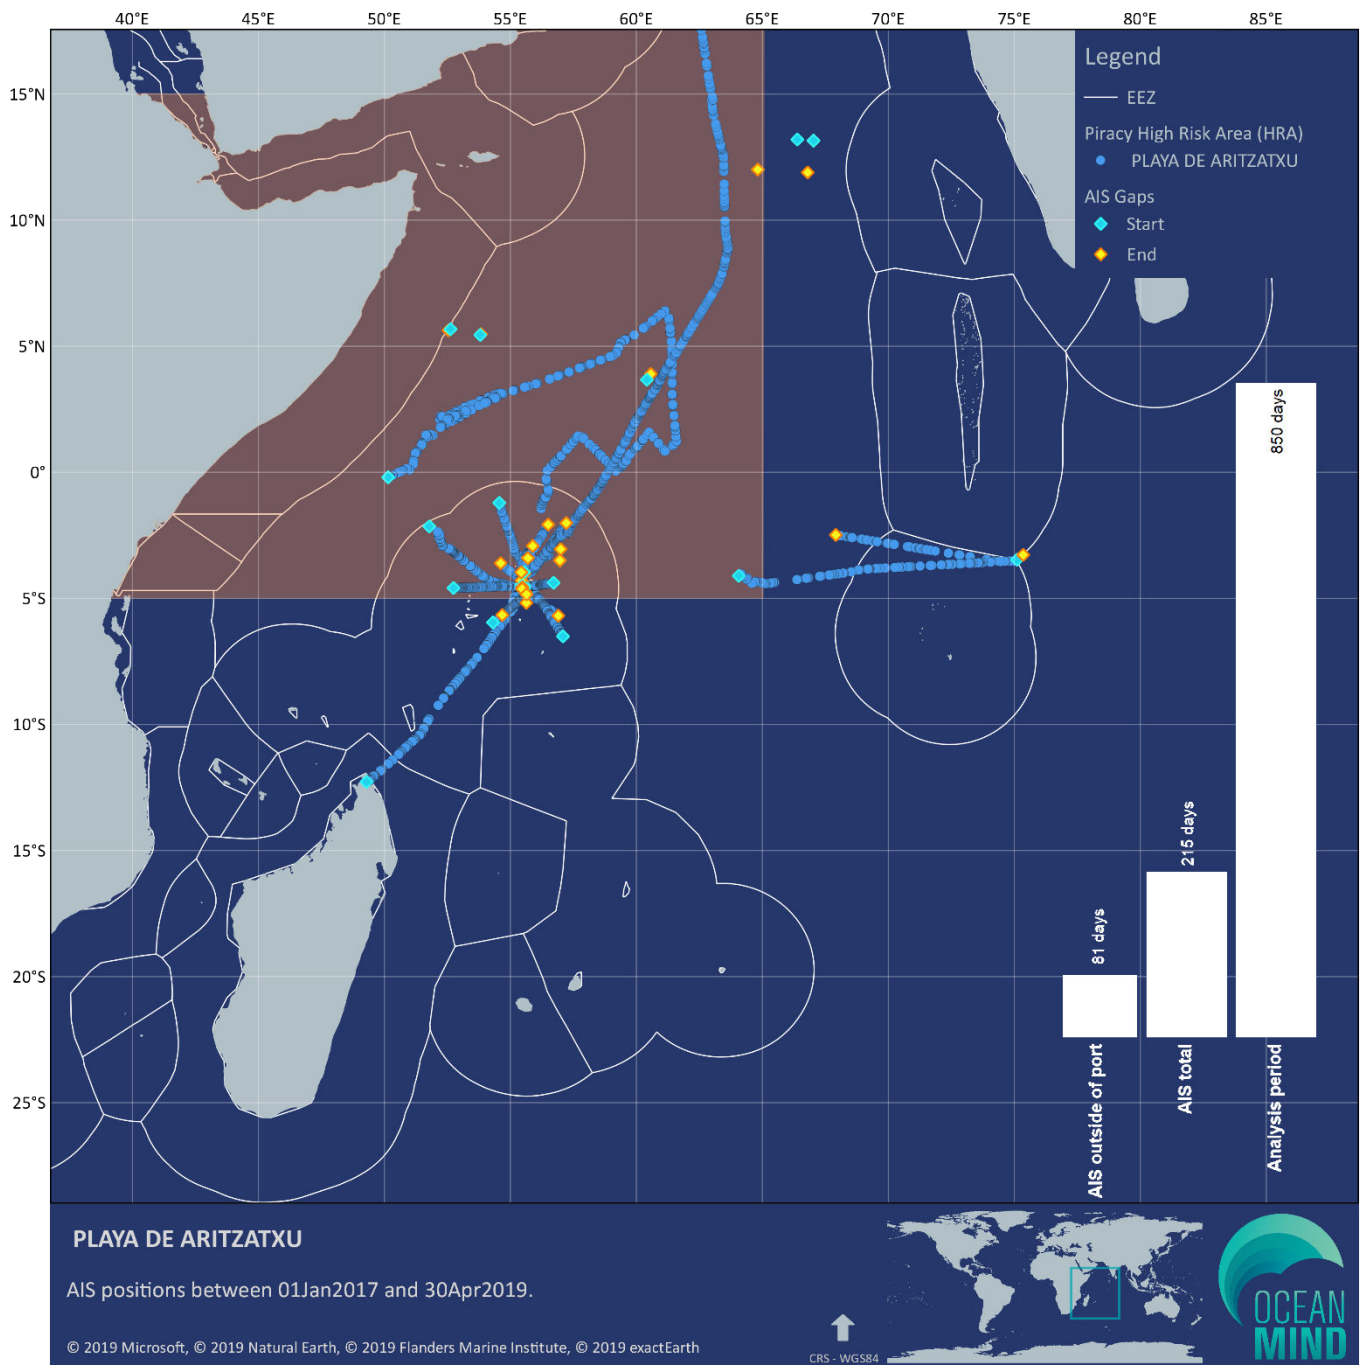 40°E 45°E 50°E 55°E 60°E 65°E 70°E 75°E 80°E 85°E
Legend
EEZ
Piracy High Risk Area (HRA)
PLAYA DE ARITZATXU
AIS Gaps
Start
End
15°N
10°N
5°N
0°
5°S
10°S
15°S
20°S
25°S
81 days
215 days
850 days
AIS outside of port
AIS total
Analysis period
PLAYA DE ARITZATXU
AIS positions between 01Jan2017 and 30Apr2019.
© 2019 Microsoft, © 2019 Natural Earth, © 2019 Flanders Marine Institute, © 2019 exactEarth
CRS - WGS84
OCEAN
MIND